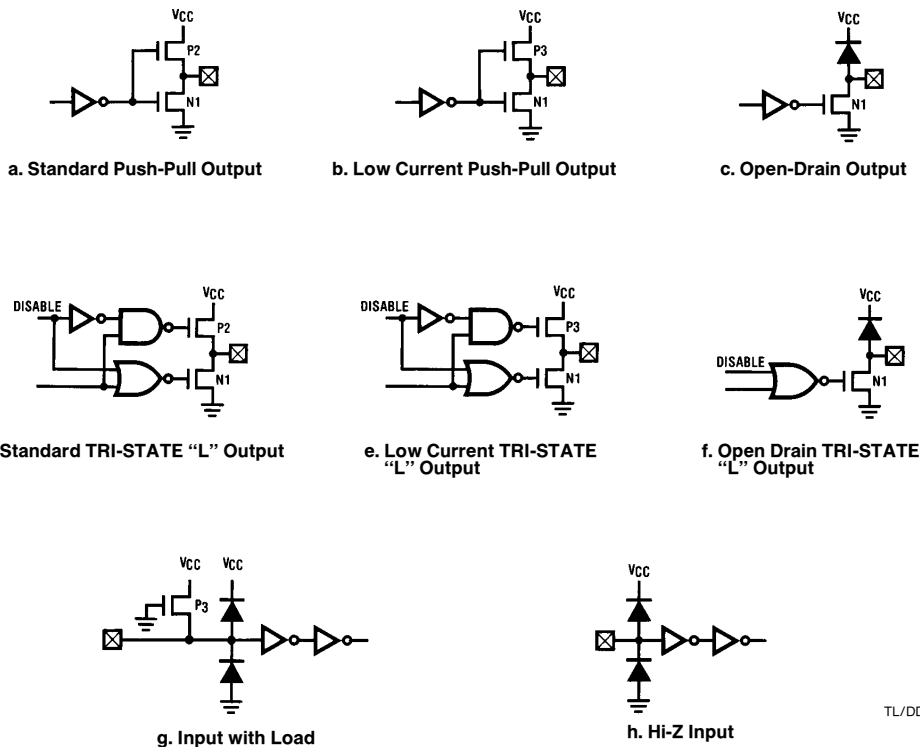 VCC
P2
N1
a. Standard Push-Pull Output
VCC
P3
N1
b. Low Current Push-Pull Output
VCC
N1
c. Open-Drain Output
DISABLE
VCC
P2
N1
Standard TRI-STATE “L” Output
DISABLE
VCC
P3
N1
e. Low Current TRI-STATE
“L” Output
DISABLE
VCC
N1
f. Open Drain TRI-STATE
“L” Output
VCC
VCC
P3
g. Input with Load
VCC
h. Hi-Z Input
TL/DD